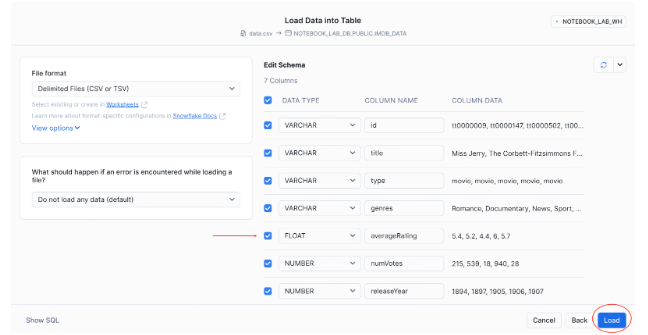 Load Data into Table
data.csv → NOTEBOOK_LAB_DB.PUBLIC.IMDB_DATA
NOTEBOOK_LAB_WH
File format
Delimited Files (CSV or TSV)
Select existing or create in Worksheets
Learn more about format-specific configurations in Snowflake Docs
View options
What should happen if an error is encountered while loading a
file?
Do not load any data (default)
Edit Schema
7 Columns
DATA TYPE COLUMN NAME COLUMN DATA
VARCHAR id tt0000009, tt0000147, tt0000502, tt00...
VARCHAR title Miss Jerry, The Corbett-Fitzsimmons F...
VARCHAR type movie, movie, movie, movie, movie
VARCHAR genres Romance, Documentary, News, Sport, ...
FLOAT averageRating 5.4, 5.2, 4.4, 6, 5.7
NUMBER numVotes 215, 539, 18, 940, 28
NUMBER releaseYear 1894, 1897, 1905, 1906, 1907
Show SQL
Cancel Back Load